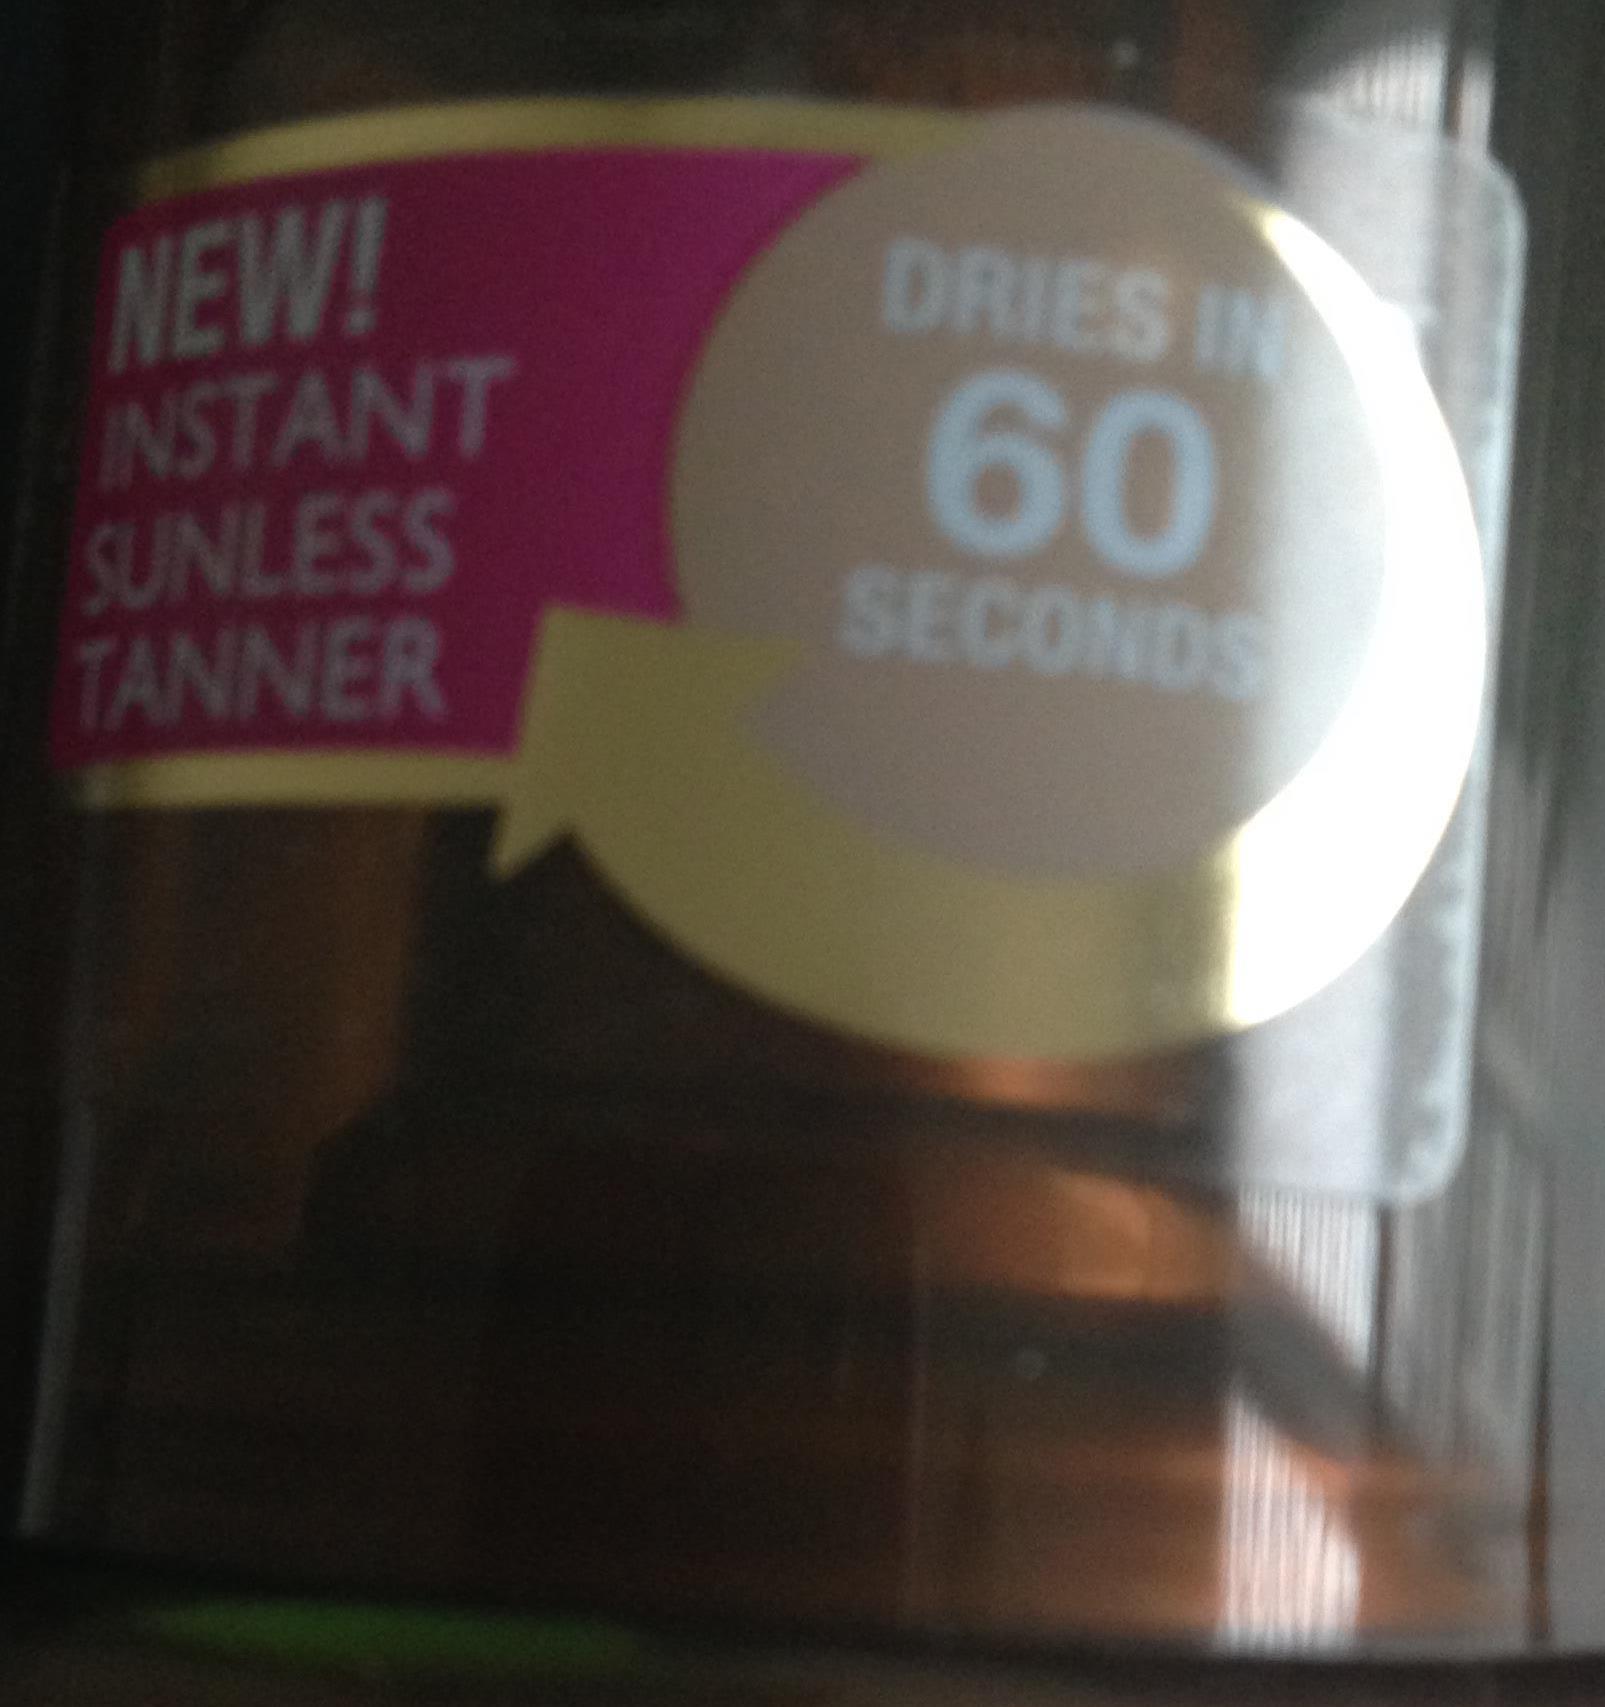 NEW!
INSTANT
SUNLESS
TANNER
DRIES IN
60
SECONDS